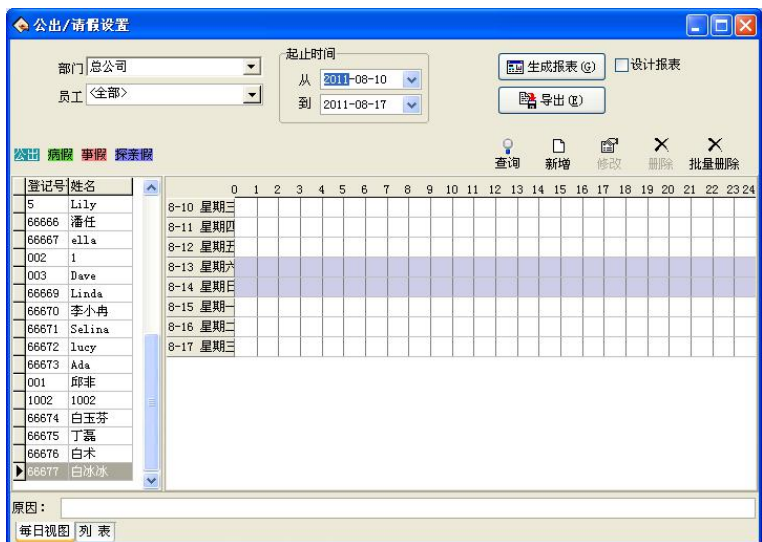 公出/请假设置
部门 总公司
员工 <全部>
起止时间
从 2011-08-10
到 2011-08-17
生成报表(G)
设计报表
导出(E)
公出 病假 事假 探亲假
查询 新增 修改 删除 批量删除
登记号 姓名
5 Lily
66666 潘任
66667 ella
002 1
003 Dave
66669 Linda
66670 李小冉
66671 Selina
66672 lucy
66673 Ada
001 邱非
1002 1002
66674 白玉芬
66675 丁磊
66676 白术
66677 白冰冰
0 1 2 3 4 5 6 7 8 9 10 11 12 13 14 15 16 17 18 19 20 21 22 23 24
8-10 星期三
8-11 星期四
8-12 星期五
8-13 星期六
8-14 星期日
8-15 星期一
8-16 星期二
8-17 星期三
原因：
每日视图 列 表